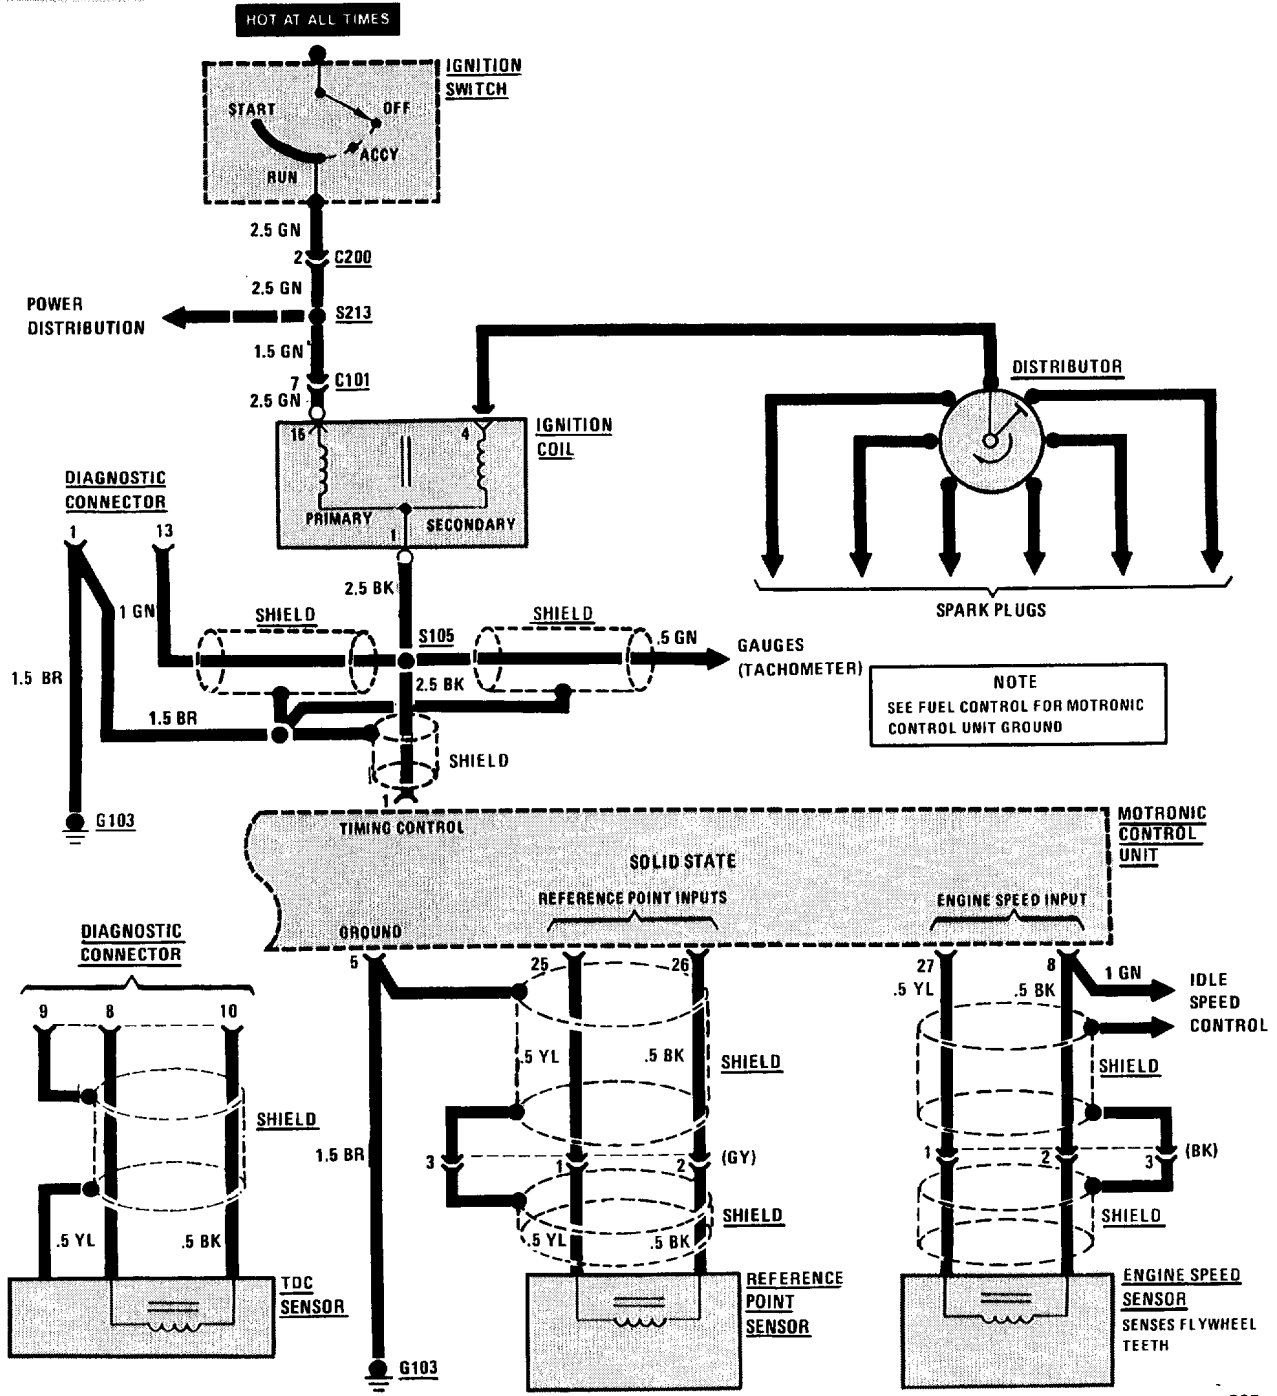 HOT AT ALL TIMES
IGNITION
SWITCH
START
OFF
ACCY
RUN
2.5 GN
2
C200
2.5 GN
POWER
DISTRIBUTION
S213
1.5 GN
7
C101
2.5 GN
DISTRIBUTOR
15
4
IGNITION
COIL
PRIMARY
SECONDARY
1
DIAGNOSTIC
CONNECTOR
1
13
2.5 BK
SPARK PLUGS
1 GN
SHIELD
SHIELD
S105
.5 GN
GAUGES
(TACHOMETER)
1.5 BR
2.5 BK
1.5 BR
NOTE
SEE FUEL CONTROL FOR MOTRONIC
CONTROL UNIT GROUND
SHIELD
1
G103
MOTRONIC
CONTROL
UNIT
TIMING CONTROL
SOLID STATE
REFERENCE POINT INPUTS
ENGINE SPEED INPUT
GROUND
DIAGNOSTIC
CONNECTOR
5
25
26
27
8
1 GN
.5 YL
.5 BK
IDLE
SPEED
CONTROL
9
8
10
.5 YL
.5 BK
SHIELD
SHIELD
SHIELD
1.5 BR
3
1
2
(GY)
1
2
3
(BK)
SHIELD
SHIELD
.5 YL
.5 BK
.5 YL
.5 BK
TDC
SENSOR
REFERENCE
POINT
SENSOR
ENGINE SPEED
SENSOR
SENSES FLYWHEEL
TEETH
G103